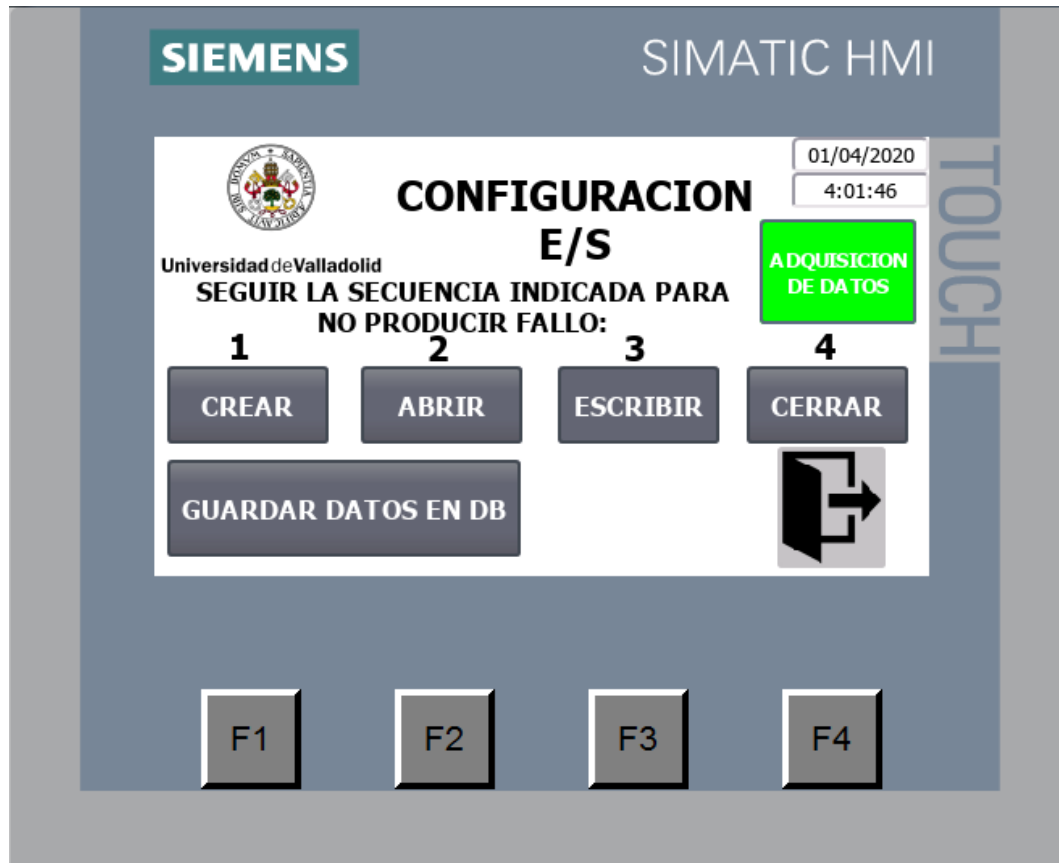 SIEMENS
SIMATIC HMI
TOUCH
01/04/2020
4:01:46
CONFIGURACION
E/S
Universidad deValladolid
ADQUISICION
DE DATOS
SEGUIR LA SECUENCIA INDICADA PARA
NO PRODUCIR FALLO:
1
2
3
4
CREAR
ABRIR
ESCRIBIR
CERRAR
GUARDAR DATOS EN DB
F1
F2
F3
F4